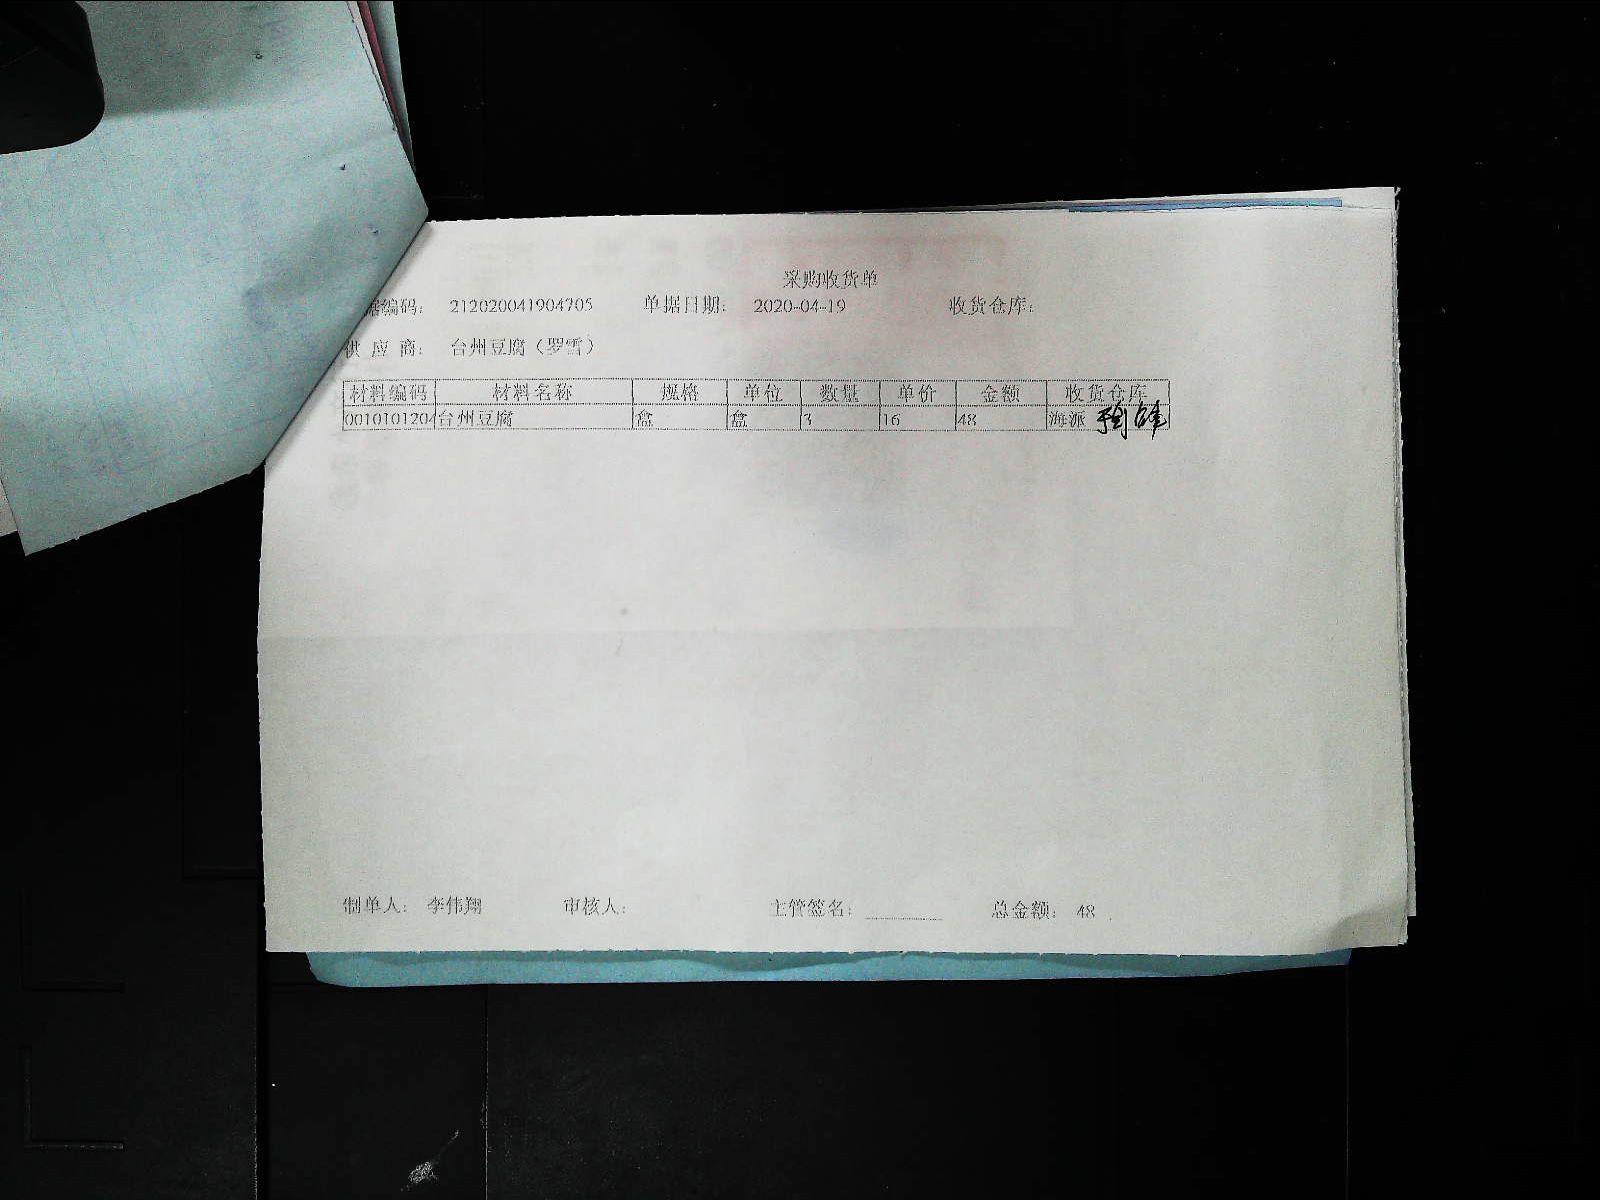 采购收货单
据编码: 212020041904705 单据日期: 2020-04-19 收货仓库:
供应商: 台州豆腐(罗雪)
材料编码 材料名称 规格 单位 数量 单价 金额 收货仓库
0010101204 台州豆腐 盒 盒 3 16 48 海派
制单人: 李伟翔 审核人: 主管签名: 总金额: 48